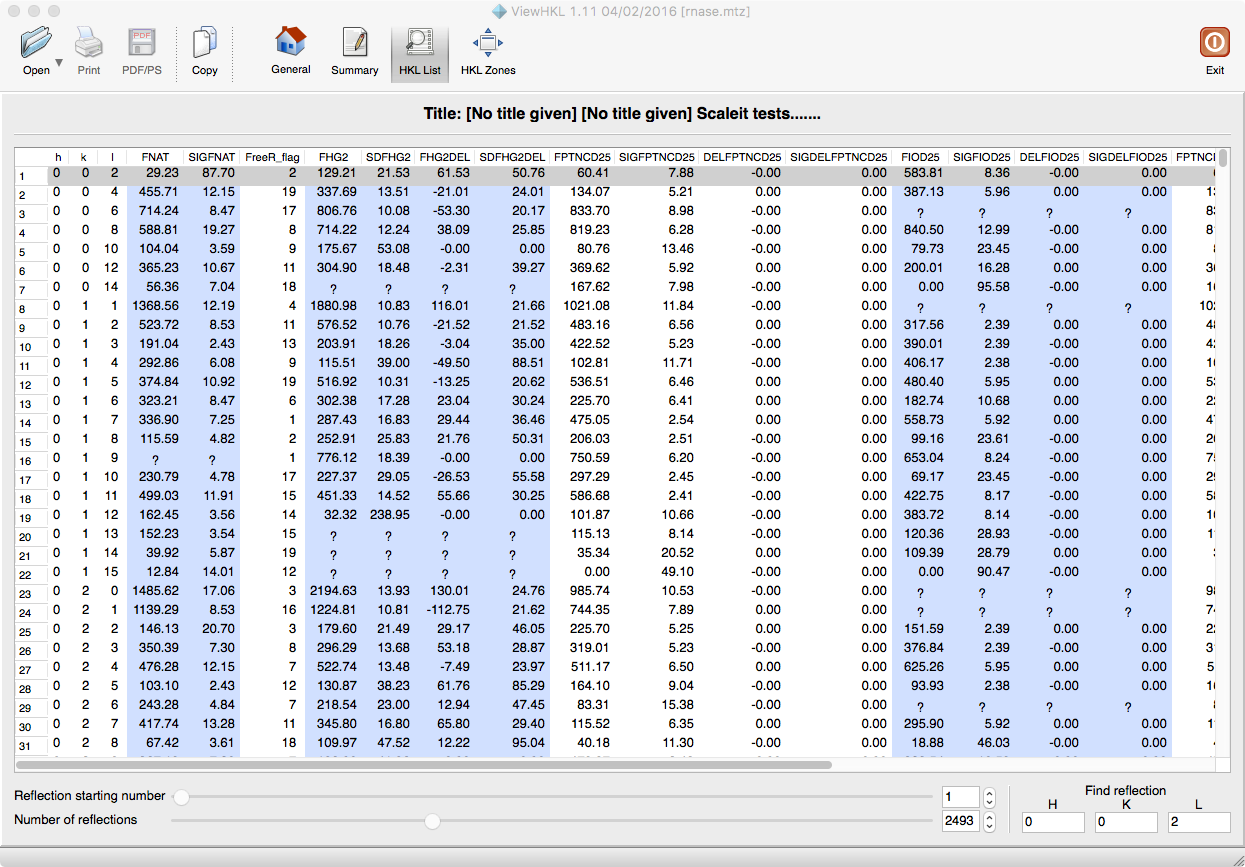 ViewHKL 1.11 04/02/2016 [rnase.mtz]
Open Print PDF/PS Copy General Summary HKL List HKL Zones Exit
Title: [No title given] [No title given] Scaleit tests.......
h k l FNAT SIGFNAT FreeR_flag FHG2 SDFHG2 FHG2DEL SDFHG2DEL FPTNCD25 SIGFPTNCD25 DELFPTNCD25 SIGDELFPTNCD25 FIOD25 SIGFIOD25 DELFIOD25 SIGDELFIOD25
1 0 0 2 29.23 87.70 2 129.21 21.53 61.53 50.76 60.41 7.88 -0.00 0.00 583.81 8.36 -0.00 0.00
2 0 0 4 455.71 12.15 19 337.69 13.51 -21.01 24.01 134.07 5.21 -0.00 0.00 387.13 5.96 -0.00 0.00
3 0 0 6 714.24 8.47 17 806.76 10.08 -53.30 20.17 833.70 8.98 -0.00 0.00 ? ? ? ?
4 0 0 8 588.81 19.27 8 714.22 12.24 38.09 25.85 819.23 6.28 -0.00 0.00 840.50 12.99 -0.00 0.00
5 0 0 10 104.04 3.59 9 175.67 53.08 -0.00 0.00 80.76 13.46 -0.00 0.00 79.73 23.45 -0.00 0.00
6 0 0 12 365.23 10.67 11 304.90 18.48 -2.31 39.27 369.62 5.92 -0.00 0.00 200.01 16.28 -0.00 0.00
7 0 0 14 56.36 7.04 18 ? ? ? ? 167.62 7.98 -0.00 0.00 0.00 95.58 -0.00 0.00
8 0 1 1 1368.56 12.19 4 1880.98 10.83 116.01 21.66 1021.08 11.84 -0.00 0.00 ? ? ? ?
9 0 1 2 523.72 8.53 11 576.52 10.76 -21.52 21.52 483.16 6.56 0.00 0.00 317.56 2.39 0.00 0.00
10 0 1 3 191.04 2.43 13 203.91 18.26 -3.04 35.00 422.52 5.23 0.00 0.00 390.01 2.39 -0.00 0.00
11 0 1 4 292.86 6.08 9 115.51 39.00 -49.50 88.51 102.81 11.71 -0.00 0.00 406.17 2.38 -0.00 0.00
12 0 1 5 374.84 10.92 19 516.92 10.31 -13.25 20.62 536.51 6.46 0.00 0.00 480.40 5.95 -0.00 0.00
13 0 1 6 323.21 8.47 6 302.38 17.28 23.04 30.24 225.70 6.41 0.00 0.00 182.74 10.68 -0.00 0.00
14 0 1 7 336.90 7.25 1 287.43 16.83 29.44 36.46 475.05 2.54 0.00 0.00 558.73 5.92 -0.00 0.00
15 0 1 8 115.59 4.82 2 252.91 25.83 21.76 50.31 206.03 2.51 -0.00 0.00 99.16 23.61 -0.00 0.00
16 0 1 9 ? ? 1 776.12 18.39 -0.00 0.00 750.59 6.20 -0.00 0.00 653.04 8.24 -0.00 0.00
17 0 1 10 230.79 4.78 17 227.37 29.05 -26.53 55.58 297.29 2.45 -0.00 0.00 69.17 23.45 -0.00 0.00
18 0 1 11 499.03 11.91 15 451.33 14.52 55.66 30.25 586.68 2.41 -0.00 0.00 422.75 8.17 -0.00 0.00
19 0 1 12 162.45 3.56 14 32.32 238.95 -0.00 0.00 101.87 10.66 -0.00 0.00 383.72 8.14 -0.00 0.00
20 0 1 13 152.23 3.54 15 ? ? ? ? 115.13 8.14 -0.00 0.00 120.36 28.93 -0.00 0.00
21 0 1 14 39.92 5.87 19 ? ? ? ? 35.34 20.52 0.00 0.00 109.39 28.79 0.00 0.00
22 0 1 15 12.84 14.01 12 ? ? ? ? 0.00 49.10 -0.00 0.00 0.00 90.47 -0.00 0.00
23 0 2 0 1485.62 17.06 3 2194.63 13.93 130.01 24.76 985.74 10.53 -0.00 0.00 ? ? ? ?
24 0 2 1 1139.29 8.53 16 1224.81 10.81 -112.75 21.62 744.35 7.89 -0.00 0.00 ? ? ? ?
25 0 2 2 146.13 20.70 3 179.60 21.49 29.17 46.05 225.70 5.25 0.00 0.00 151.59 2.39 0.00 0.00
26 0 2 3 350.39 7.30 8 296.29 13.68 53.18 28.87 319.01 5.23 0.00 0.00 376.84 2.39 0.00 0.00
27 0 2 4 476.28 12.15 7 522.74 13.48 -7.49 23.97 511.17 6.50 0.00 0.00 625.26 5.95 0.00 0.00
28 0 2 5 103.10 2.43 12 130.87 38.23 61.76 85.29 164.10 9.04 -0.00 0.00 93.93 2.38 -0.00 0.00
29 0 2 6 243.28 4.84 7 218.54 23.00 12.94 47.45 83.31 15.38 -0.00 0.00 ? ? ? ?
30 0 2 7 417.74 13.28 11 345.80 16.80 65.80 29.40 115.52 6.35 0.00 0.00 295.90 5.92 0.00 0.00
31 0 2 8 67.42 3.61 18 109.97 47.52 12.22 95.04 40.18 11.30 -0.00 0.00 18.88 46.03 -0.00 0.00
Reflection starting number 1
Number of reflections 2493
Find reflection
H K L
0 0 2